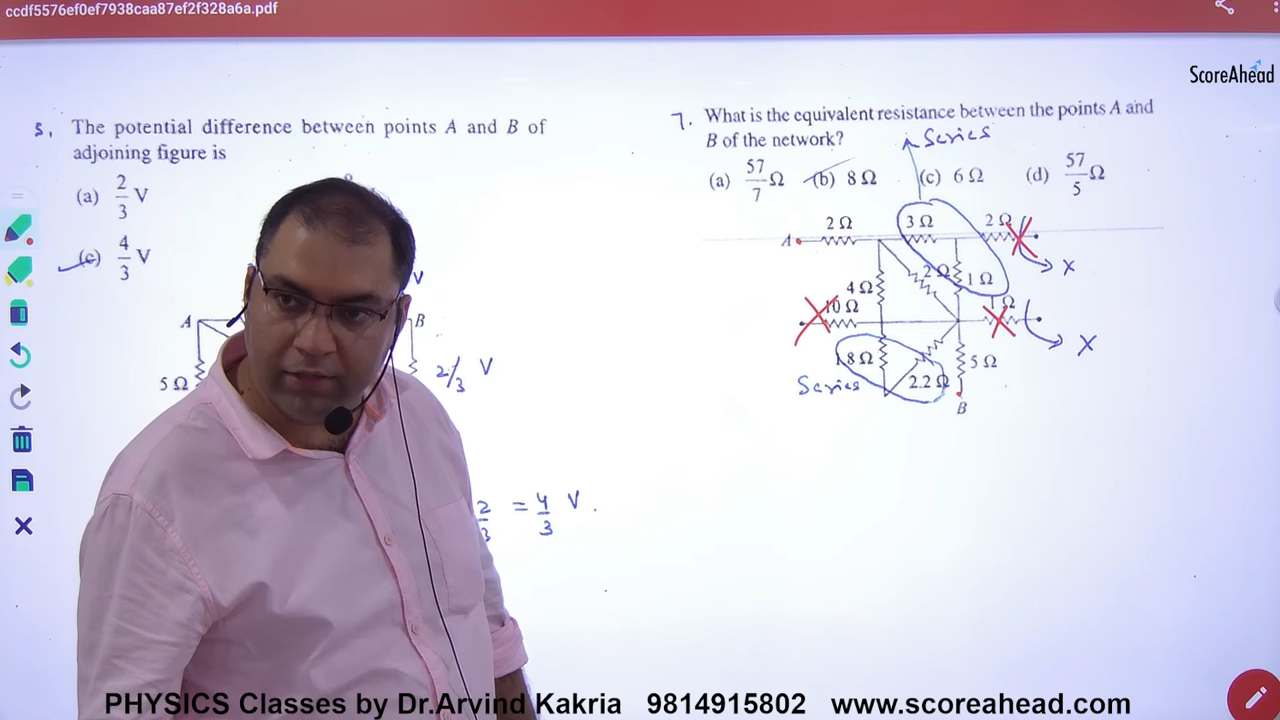 ccdf5576ef0ef7938caa87ef2f328a6a.pdf
ScoreAhead
5. The potential difference between points A and B of
adjoining figure is
(a) 2/3 V
(c) 4/3 V
V
A
B
5 Ω
2/3 V
2/3 = 4/3 V.
7. What is the equivalent resistance between the points A and
B of the network?
Series
(a) 57/7 Ω (b) 8 Ω (c) 6 Ω (d) 57/5 Ω
2 Ω 3 Ω 2 Ω
A
X
4 Ω 2 Ω 1 Ω
10 Ω
X
8 Ω 5 Ω
Series 2.2 Ω
B
PHYSICS Classes by Dr.Arvind Kakria 9814915802 www.scoreahead.com